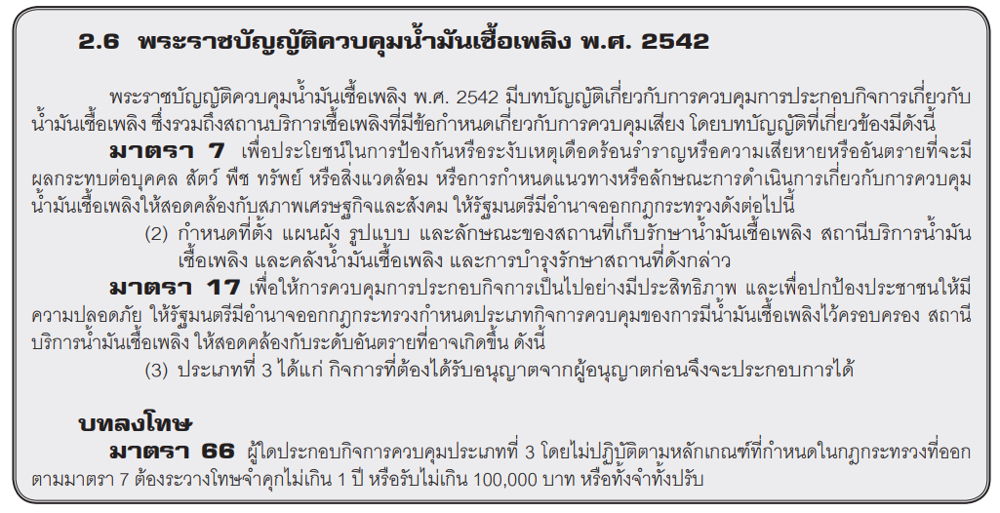 2.6 พระราชบัญญัติควบคุมน้ำมันเชื้อเพลิง พ.ศ. 2542
พระราชบัญญัติควบคุมน้ำมันเชื้อเพลิง พ.ศ. 2542 มีบทบัญญัติเกี่ยวกับการควบคุมการประกอบกิจการเกี่ยวกับ
น้ำมันเชื้อเพลิง ซึ่งรวมถึงสถานบริการเชื้อเพลิงที่มีข้อกำหนดเกี่ยวกับการควบคุมเสียง โดยบทบัญญัติที่เกี่ยวข้องมีดังนี้
มาตรา 7 เพื่อประโยชน์ในการป้องกันหรือระงับเหตุเดือดร้อนรำราญหรือความเสียหายหรืออันตรายที่จะมี
ผลกระทบต่อบุคคล สัตว์ พืช ทรัพย์ หรือสิ่งแวดล้อม หรือการกำหนดแนวทางหรือลักษณะการดำเนินการเกี่ยวกับการควบคุม
น้ำมันเชื้อเพลิงให้สอดคล้องกับสภาพเศรษฐกิจและสังคม ให้รัฐมนตรีมีอำนาจออกกฎกระทรวงดังต่อไปนี้
(2) กำหนดที่ตั้ง แผนผัง รูปแบบ และลักษณะของสถานที่เก็บรักษาน้ำมันเชื้อเพลิง สถานีบริการน้ำมัน
เชื้อเพลิง และคลังน้ำมันเชื้อเพลิง และการบำรุงรักษาสถานที่ดังกล่าว
มาตรา 17 เพื่อให้การควบคุมการประกอบกิจการเป็นไปอย่างมีประสิทธิภาพ และเพื่อปกป้องประชาชนให้มี
ความปลอดภัย ให้รัฐมนตรีมีอำนาจออกกฎกระทรวงกำหนดประเภทกิจการควบคุมของการมีน้ำมันเชื้อเพลิงไว้ครอบครอง สถานี
บริการน้ำมันเชื้อเพลิง ให้สอดคล้องกับระดับอันตรายที่อาจเกิดขึ้น ดังนี้
(3) ประเภทที่ 3 ได้แก่ กิจการที่ต้องได้รับอนุญาตจากผู้อนุญาตก่อนจึงจะประกอบการได้
บทลงโทษ
มาตรา 66 ผู้ใดประกอบกิจการควบคุมประเภทที่ 3 โดยไม่ปฏิบัติตามหลักเกณฑ์ที่กำหนดในกฎกระทรวงที่ออก
ตามมาตรา 7 ต้องระวางโทษจำคุกไม่เกิน 1 ปี หรือรับไม่เกิน 100,000 บาท หรือทั้งจำทั้งปรับ